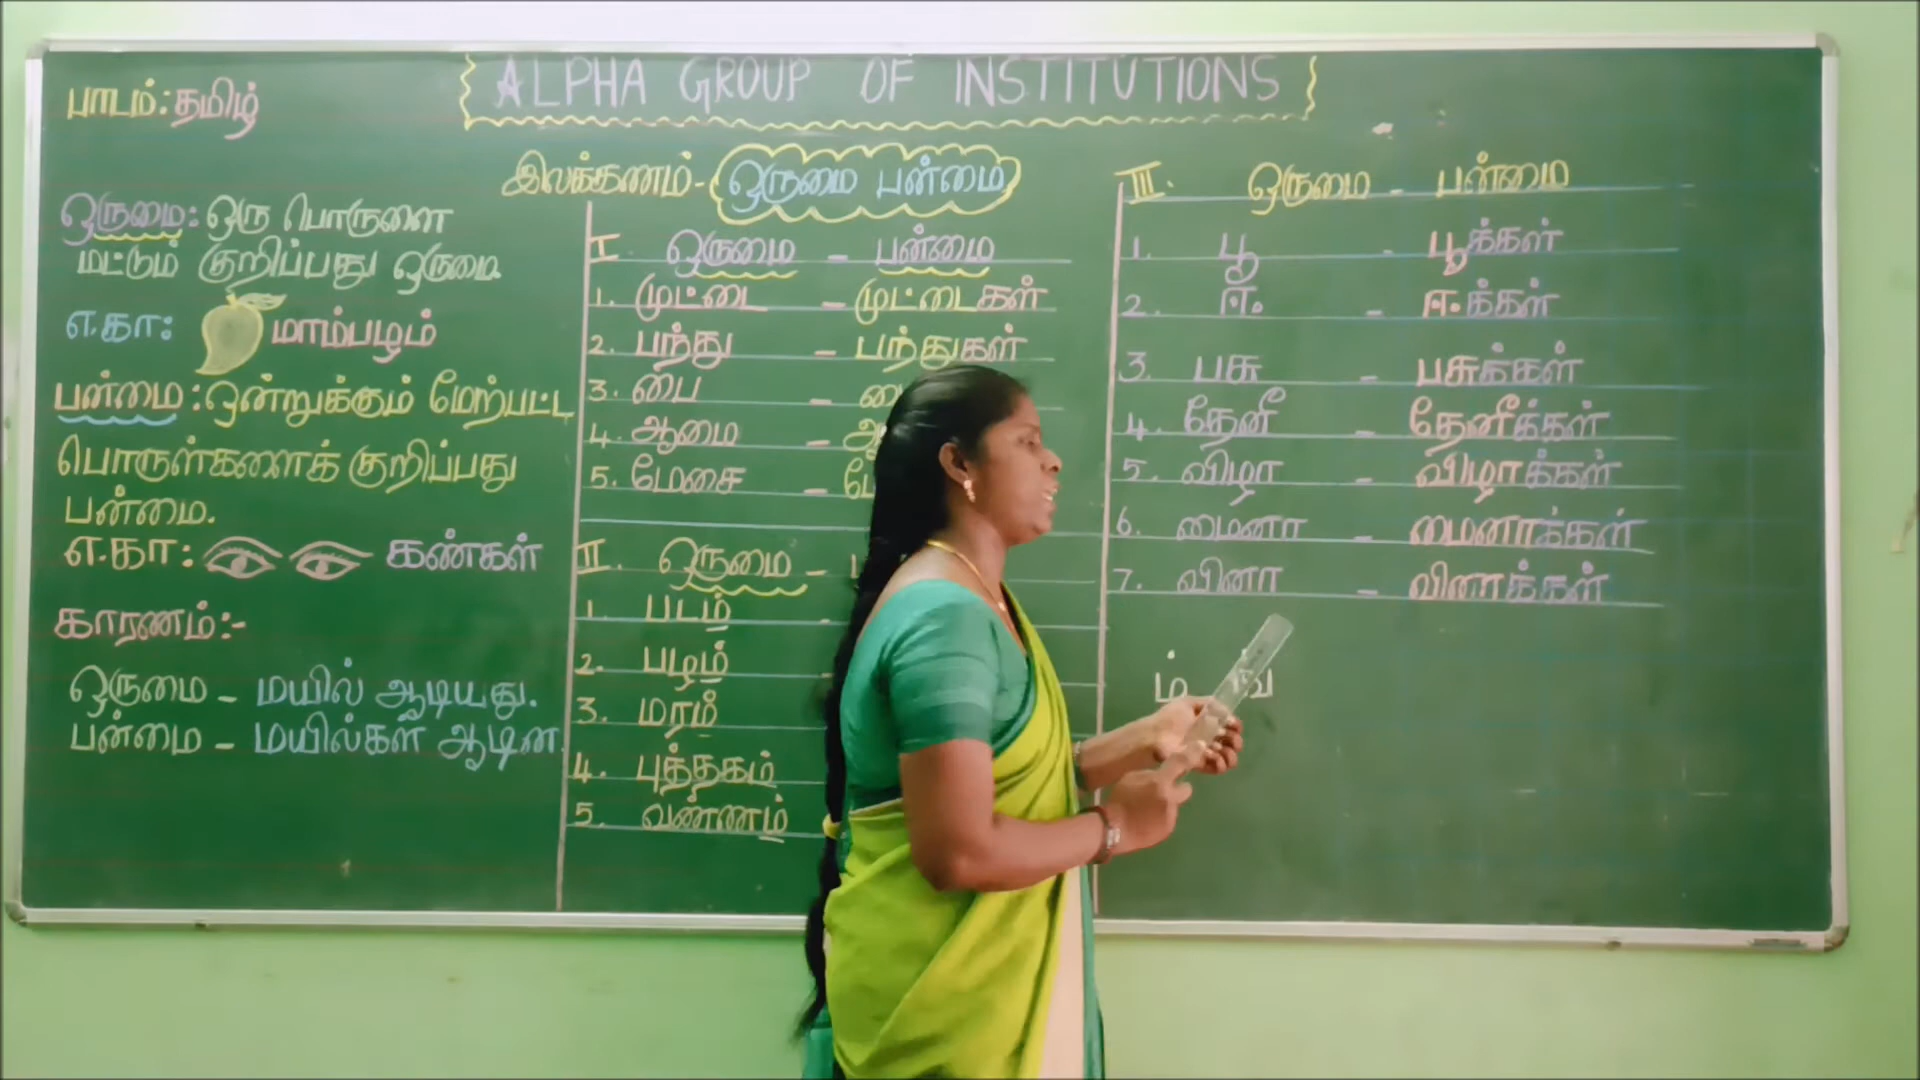 ALPHA GROUP OF INSTITUTIONS
பாடம்: தமிழ்
இலக்கணம் - ஒருமை பன்மை
ஒருமை: ஒரு பொருளை
மட்டும் குறிப்பது ஒருமை.
எ.கா: மாம்பழம்
பன்மை: ஒன்றுக்கும் மேற்பட்ட
பொருள்களைக் குறிப்பது
பன்மை.
எ.கா: கண்கள்
காரணம்:-
ஒருமை - மயில் ஆடியது.
பன்மை - மயில்கள் ஆடின.
I. ஒருமை - பன்மை
1. முட்டை - முட்டைகள்
2. பந்து - பந்துகள்
3. பை -
4. ஆமை -
5. மேசை -
II. ஒருமை -
1. படம் -
2. பழம்
3. மரம்
4. புத்தகம்
5. வண்ணம்
III. ஒருமை - பன்மை
1. பூ - பூக்கள்
2. ஈ - ஈக்கள்
3. பசு - பசுக்கள்
4. தேனீ - தேனீக்கள்
5. விழா - விழாக்கள்
6. மைனா - மைனாக்கள்
7. வினா - வினாக்கள்
ம்